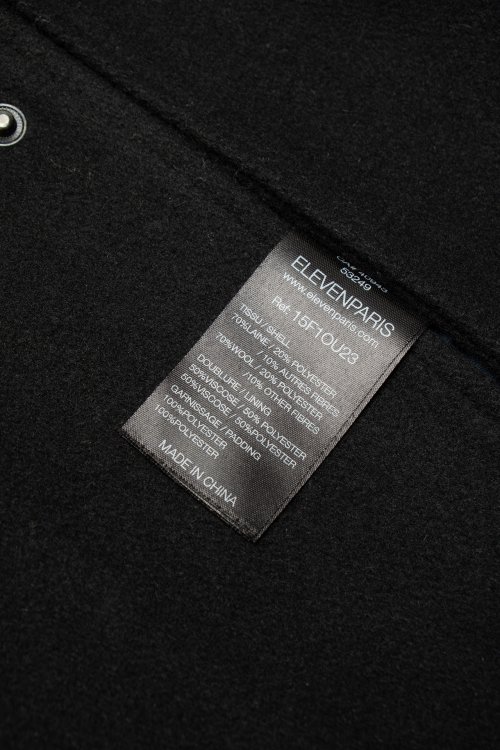 53249
ELEVENPARIS
www.elevenparis.com
Ref: 15F1OU23
TISSU / SHELL
70%LAINE / 20% POLYESTER
/10% AUTRES FIBRES
70%WOOL / 20% POLYESTER
/10% OTHER FIBRES
DOUBLURE / LINING
50%VISCOSE / 50% POLYESTER
50%VISCOSE / 50%POLYESTER
GARNISSAGE / PADDING
100%POLYESTER
100%POLYESTER
MADE IN CHINA